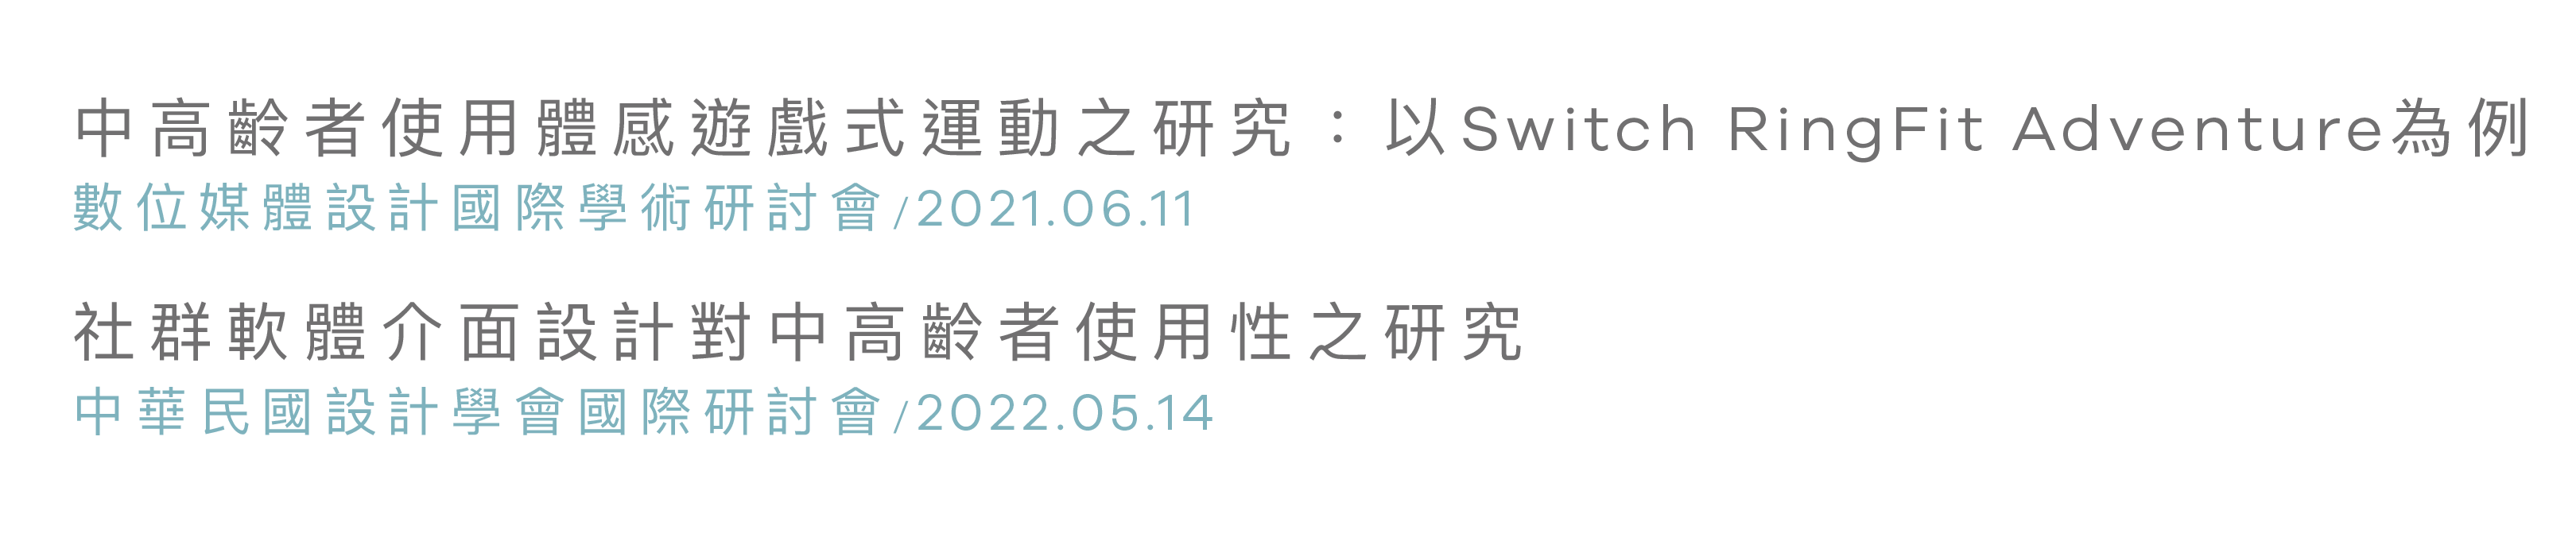 中高齡者使用體感遊戲式運動之研究：以Switch RingFit Adventure為例
數位媒體設計國際學術研討會/2021.06.11
社群軟體介面設計對中高齡者使用性之研究
中華民國設計學會國際研討會/2022.05.14